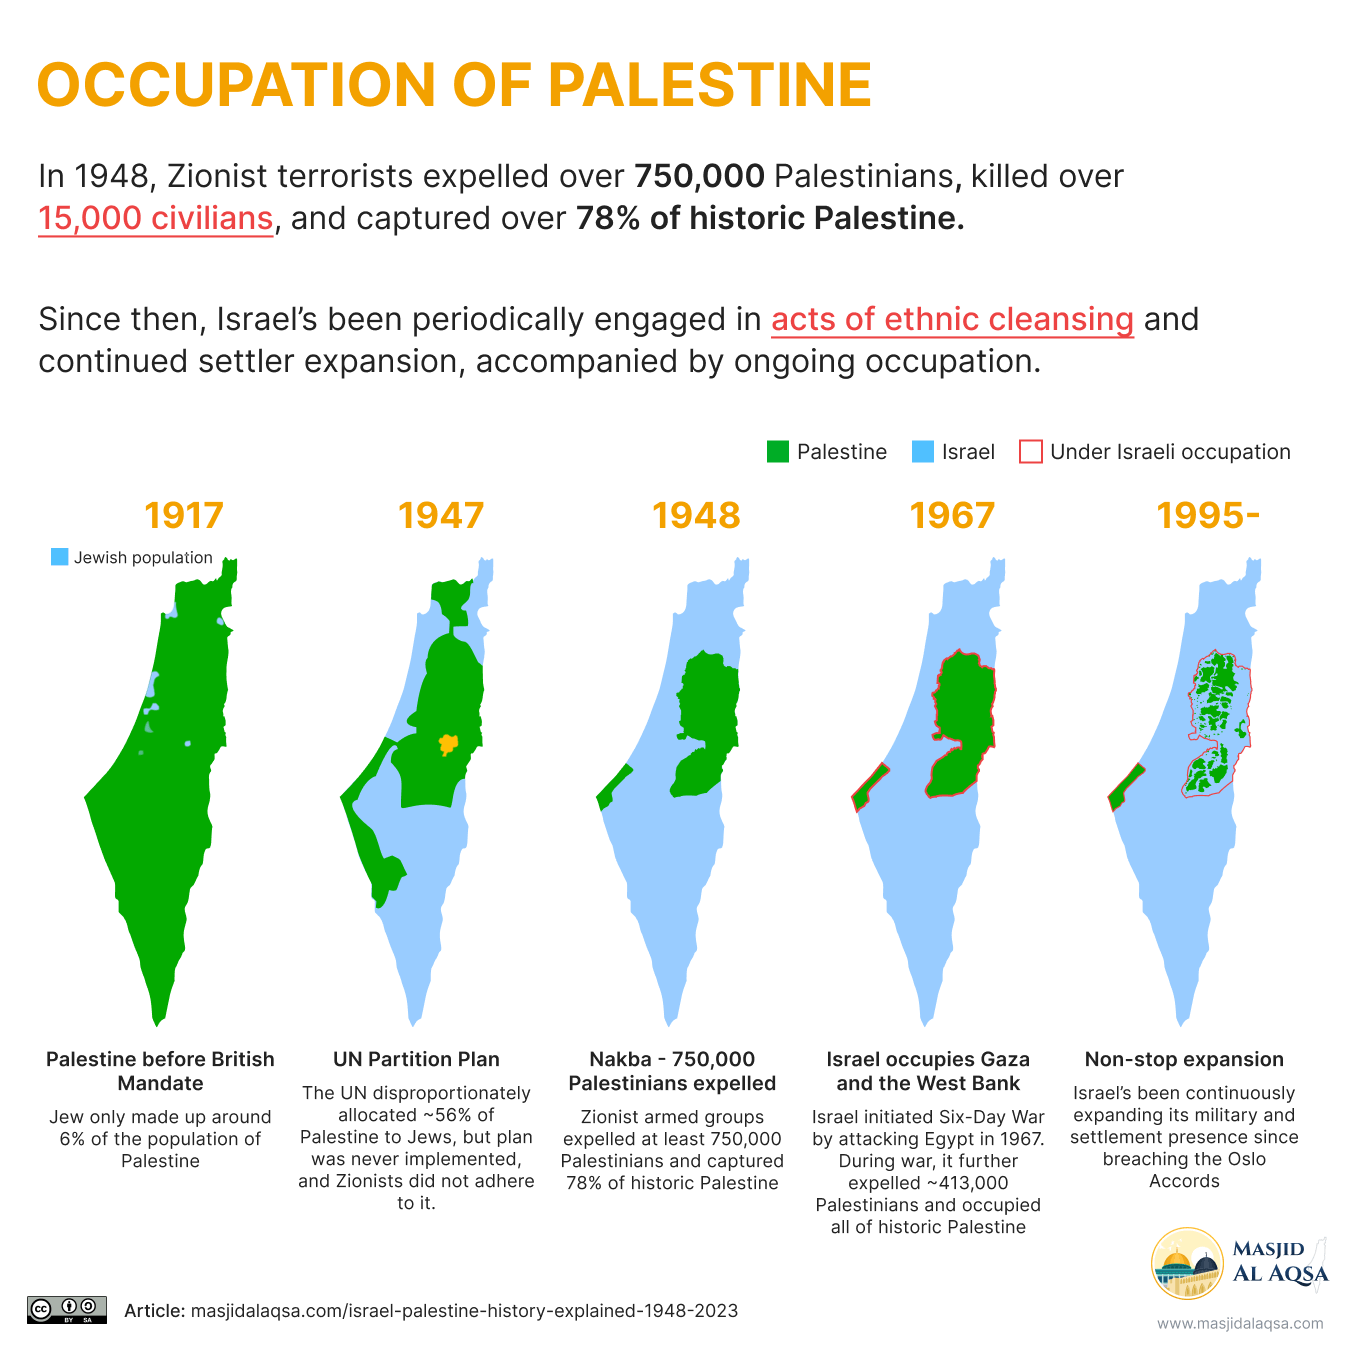 OCCUPATION OF PALESTINE
In 1948, Zionist terrorists expelled over 750,000 Palestinians, killed over
15,000 civilians, and captured over 78% of historic Palestine.
Since then, Israel's been periodically engaged in acts of ethnic cleansing and
continued settler expansion, accompanied by ongoing occupation.
Palestine Israel Under Israeli occupation
1917 1947 1948 1967 1995-
Jewish population
Palestine before British
Mandate
Jew only made up around
6% of the population of
Palestine
UN Partition Plan
The UN disproportionately
allocated ~56% of
Palestine to Jews, but plan
was never implemented,
and Zionists did not adhere
to it.
Nakba - 750,000
Palestinians expelled
Zionist armed groups
expelled at least 750,000
Palestinians and captured
78% of historic Palestine
Israel occupies Gaza
and the West Bank
Israel initiated Six-Day War
by attacking Egypt in 1967.
During war, it further
expelled ~413,000
Palestinians and occupied
all of historic Palestine
Non-stop expansion
Israel's been continuously
expanding its military and
settlement presence since
breaching the Oslo
Accords
MASJID
AL AQSA
www.masjidalaqsa.com
cc BY SA
Article: masjidalaqsa.com/israel-palestine-history-explained-1948-2023